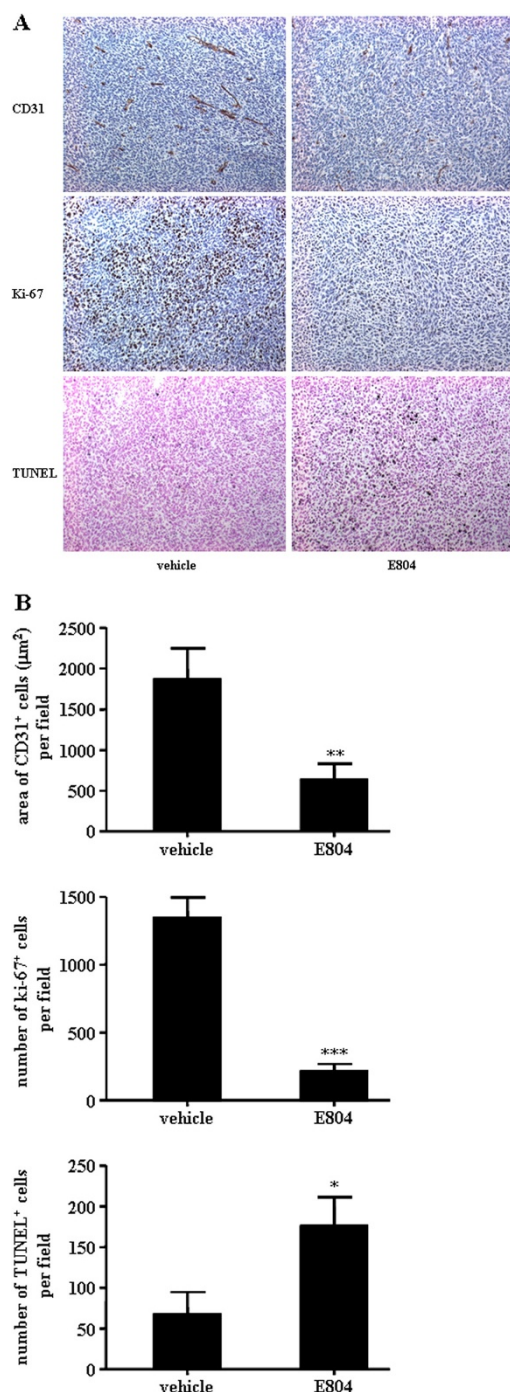 A
CD31
Ki-67
TUNEL
vehicle E804
B
area of CD31⁺ cells (μm²)
per field
2500
2000
1500
1000
500
0
**
vehicle E804
number of ki-67⁺ cells
per field
1500
1000
500
0
***
vehicle E804
number of TUNEL⁺ cells
per field
250
200
150
100
50
0
*
vehicle E804